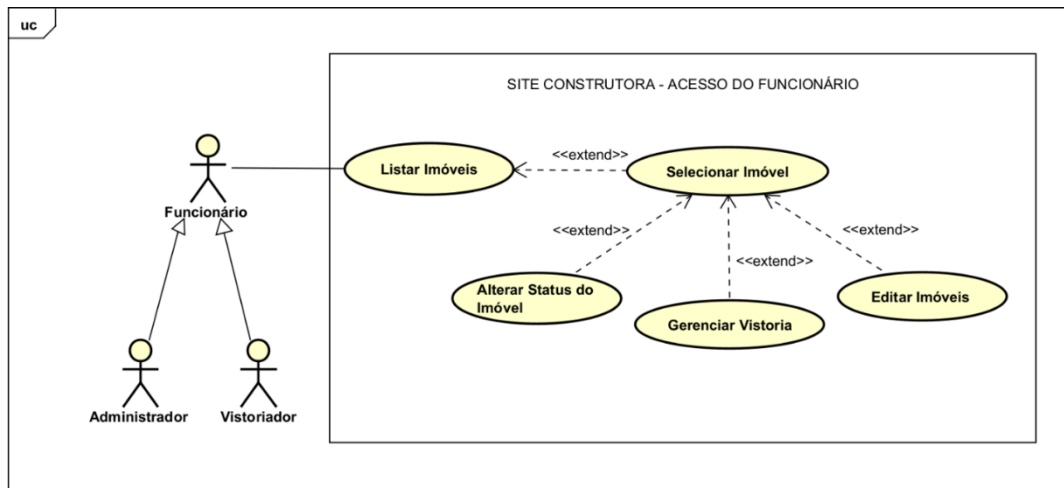 uc
SITE CONSTRUTORA - ACESSO DO FUNCIONÁRIO
Listar Imóveis
<<extend>>
Selecionar Imóvel
Funcionário
<<extend>>
<<extend>>
<<extend>>
Alterar Status do
Imóvel
Gerenciar Vistoria
Editar Imóveis
Administrador
Vistoriador